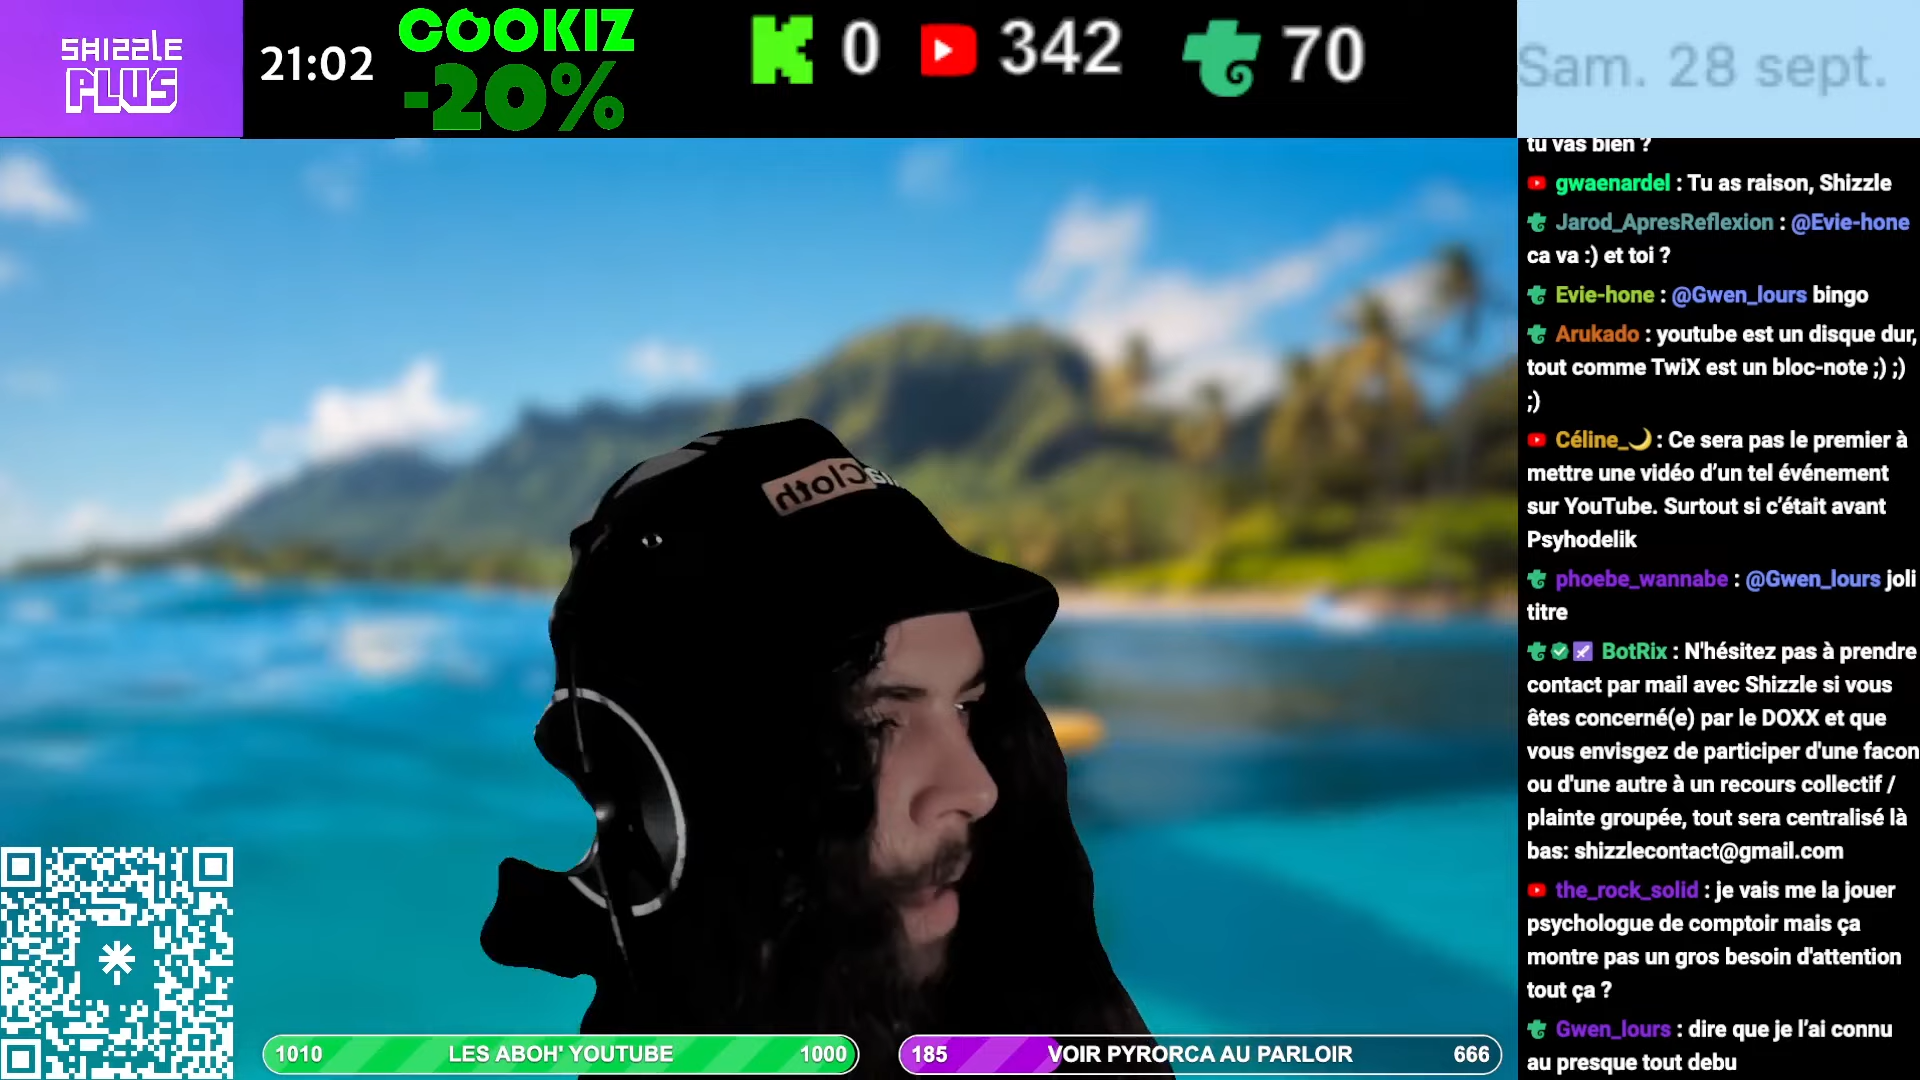 SHIZZLE
PLUS
21:02
COOKIZ
-20%
0
342
70
Sam. 28 sept.
tu vas bien ?
gwaenardel : Tu as raison, Shizzle
Jarod_ApresReflexion : @Evie-hone
ca va :) et toi ?
Evie-hone : @Gwen_lours bingo
Arukado : youtube est un disque dur,
tout comme TwiX est un bloc-note ;) ;)
;)
Céline_🌙 : Ce sera pas le premier à
mettre une vidéo d’un tel événement
sur YouTube. Surtout si c’était avant
Psyhodelik
phoebe_wannabe : @Gwen_lours joli
titre
BotRix : N'hésitez pas à prendre
contact par mail avec Shizzle si vous
êtes concerné(e) par le DOXX et que
vous envisgez de participer d'une facon
ou d'une autre à un recours collectif /
plainte groupée, tout sera centralisé là
bas: shizzlecontact@gmail.com
the_rock_solid : je vais me la jouer
psychologue de comptoir mais ça
montre pas un gros besoin d'attention
tout ça ?
Gwen_lours : dire que je l’ai connu
au presque tout debu
Cloth
1010 LES ABOH' YOUTUBE 1000
185 VOIR PYRORCA AU PARLOIR 666